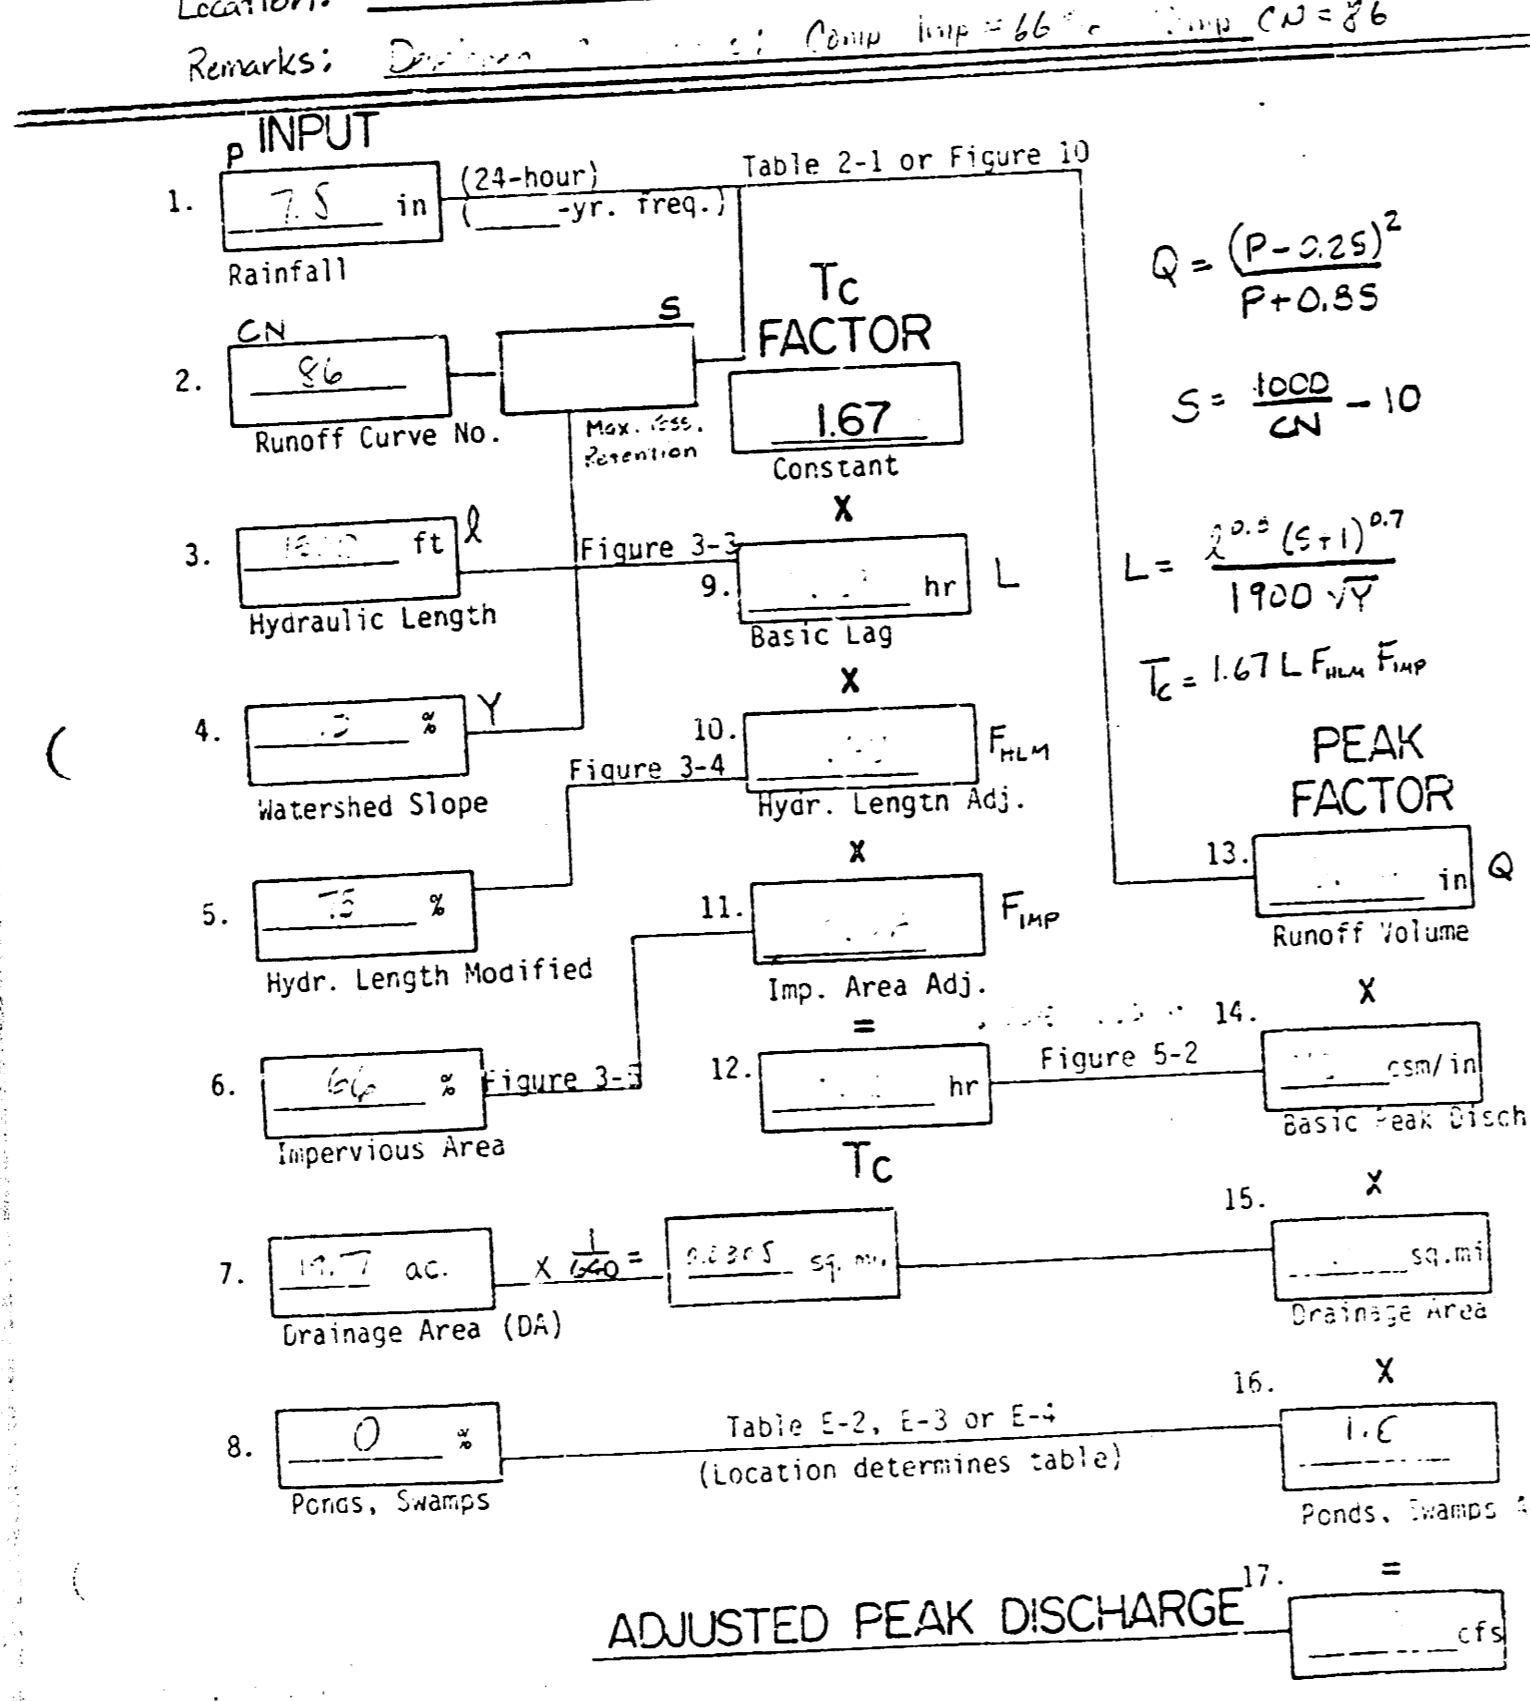 Location:
Remarks: Comp Imp = 66 CN = 86
INPUT
P
1. 7.5 in (24-hour) Table 2-1 or Figure 10
( -yr. freq.)
Rainfall
Q = (P-0.2S)²
P+0.8S
TC
FACTOR
CN S
2. 86
1.67
Runoff Curve No.
Max. Poss.
Retention
Constant
S = 1000 - 10
CN
X
3. ft l Figure 3-3
9. hr L
Hydraulic Length
Basic Lag
L = l^0.8 (S+1)^0.7
1900 √Y
X
Tc = 1.67 L FHLM FIMP
4. % Y
10. FHLM
Figure 3-4
Watershed Slope
Hydr. Length Adj.
PEAK
FACTOR
X
13. in Q
Runoff Volume
5. 75 %
11. FIMP
Hydr. Length Modified
Imp. Area Adj.
=
X
6. 66 % Figure 3-5
12. hr Figure 5-2
14. csm/in
Impervious Area
Basic Peak Disch
TC
X
7. 19.7 ac. X 1/640 = 0.0305 sq. mi.
15. sq.mi
Drainage Area (DA)
Drainage Area
X
8. 0 % Table E-2, E-3 or E-4
(Location determines table)
16. 1.0
Ponds, Swamps
Ponds, Swamps
=
ADJUSTED PEAK DISCHARGE 17. cfs